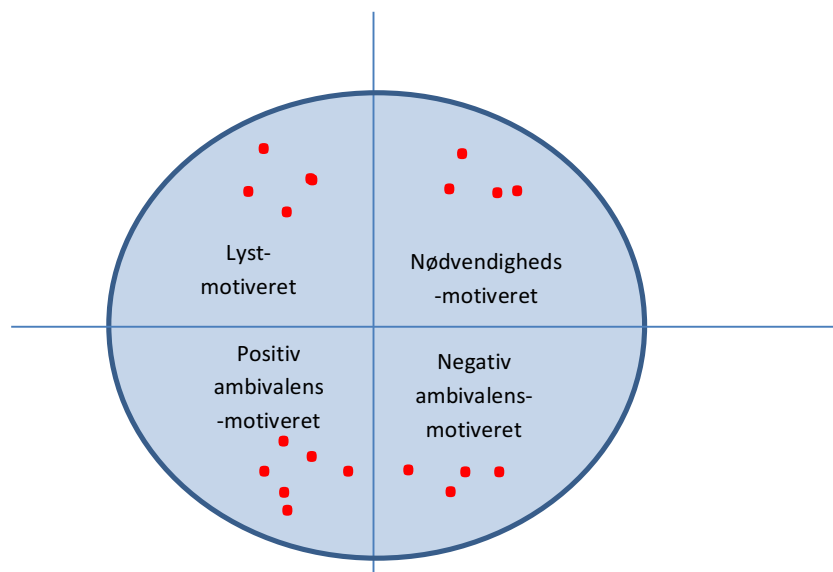 Lyst-
motiveret
Nødvendigheds
-motiveret
Positiv
ambivalens
-motiveret
Negativ
ambivalens-
motiveret